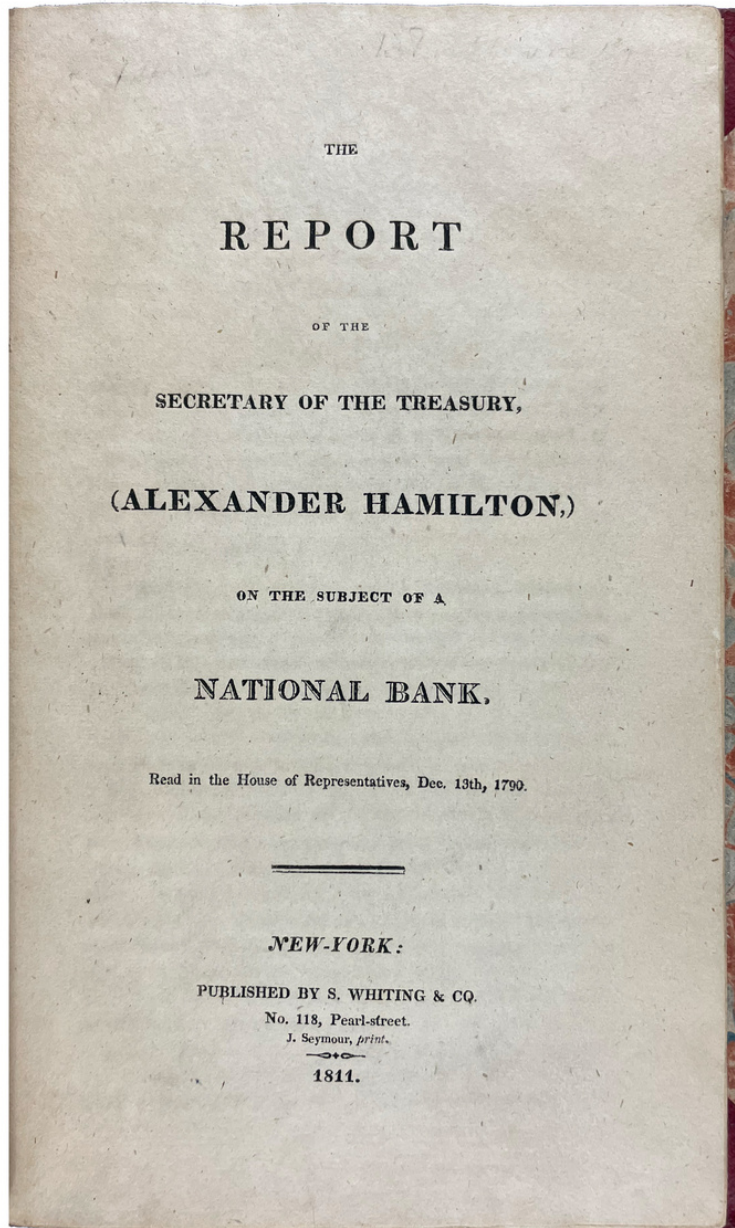 THE
REPORT
OF THE
SECRETARY OF THE TREASURY,
(ALEXANDER HAMILTON,)
ON THE SUBJECT OF A
NATIONAL BANK,
Read in the House of Representatives, Dec. 13th, 1790.
NEW-YORK:
PUBLISHED BY S. WHITING & CO.
No. 118, Pearl-street.
J. Seymour, print.
1811.